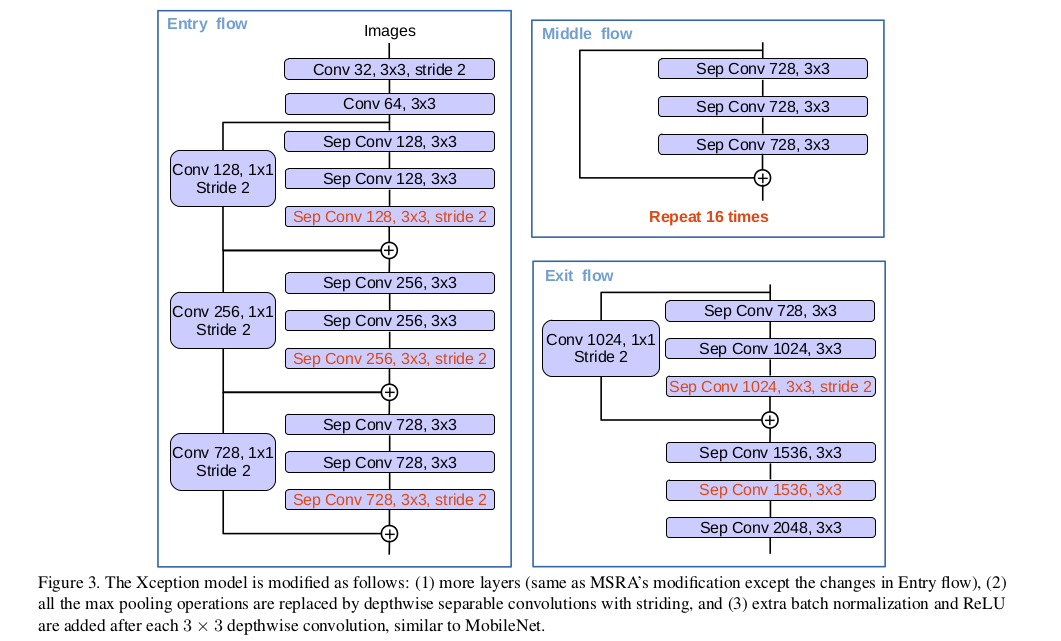 Entry flow
Images
Conv 32, 3x3, stride 2
Conv 64, 3x3
Sep Conv 128, 3x3
Conv 128, 1x1
Stride 2
Sep Conv 128, 3x3
Sep Conv 128, 3x3, stride 2
Sep Conv 256, 3x3
Conv 256, 1x1
Stride 2
Sep Conv 256, 3x3
Sep Conv 256, 3x3, stride 2
Sep Conv 728, 3x3
Conv 728, 1x1
Stride 2
Sep Conv 728, 3x3
Sep Conv 728, 3x3, stride 2
Middle flow
Sep Conv 728, 3x3
Sep Conv 728, 3x3
Sep Conv 728, 3x3
Repeat 16 times
Exit flow
Sep Conv 728, 3x3
Conv 1024, 1x1
Stride 2
Sep Conv 1024, 3x3
Sep Conv 1024, 3x3, stride 2
Sep Conv 1536, 3x3
Sep Conv 1536, 3x3
Sep Conv 2048, 3x3
Figure 3. The Xception model is modified as follows: (1) more layers (same as MSRA's modification except the changes in Entry flow), (2)
all the max pooling operations are replaced by depthwise separable convolutions with striding, and (3) extra batch normalization and ReLU
are added after each 3 × 3 depthwise convolution, similar to MobileNet.